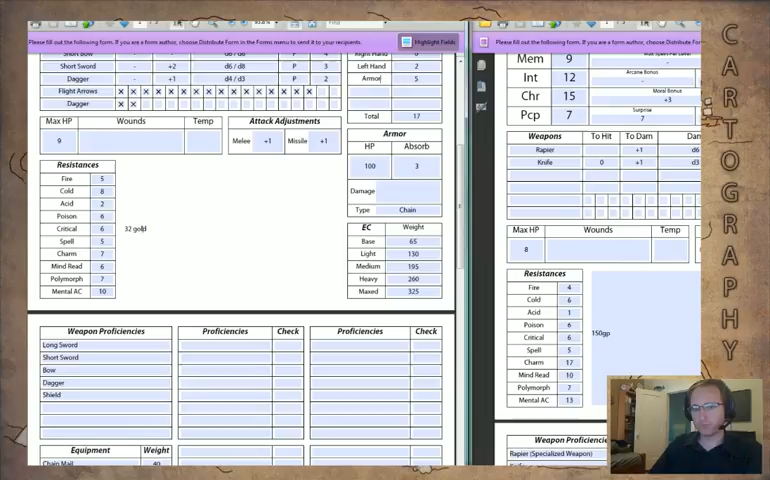 Please fill out the following form. If you are a form author, choose Distribute Form in the Forms menu to send it to your recipients.
Highlight Fields
Short Sword - +2 d6 / d8 P 3
Dagger - +1 d4 / d3 P 2
Flight Arrows X X X X X X X X X X X X
Dagger X X
Left Hand 2
Armor 5
Total 17
Max HP Wounds Temp
9
Attack Adjustments
Melee +1 Missile +1
Armor
HP Absorb
100 3
Damage
Type Chain
Resistances
Fire 5
Cold 8
Acid 2
Poison 6
Critical 6
Spell 5
Charm 7
Mind Read 6
Polymorph 7
Mental AC 10
32 gold
EC Weight
Base 65
Light 130
Medium 195
Heavy 260
Maxed 325
Weapon Proficiencies
Long Sword
Short Sword
Bow
Dagger
Shield
Proficiencies Check
Proficiencies Check
Equipment Weight
Chain Mail 40
Please fill out the following form. If you are a form author, choose Distribute Form in the Forms menu
Mem 9
Int 12
Chr 15
Pcp 7
Arcane Bonus
-
Moral Bonus
+3
Surprise
7
Weapons To Hit To Dam Dam
Rapier +1 d6
Knife 0 +1 d3
Max HP Wounds Temp
8
Resistances
Fire 4
Cold 6
Acid 1
Poison 6
Critical 6
Spell 5
Charm 17
Mind Read 10
Polymorph 7
Mental AC 13
150gp
Weapon Proficiencies
Rapier (Specialized Weapon)
CARTOGRAPHY